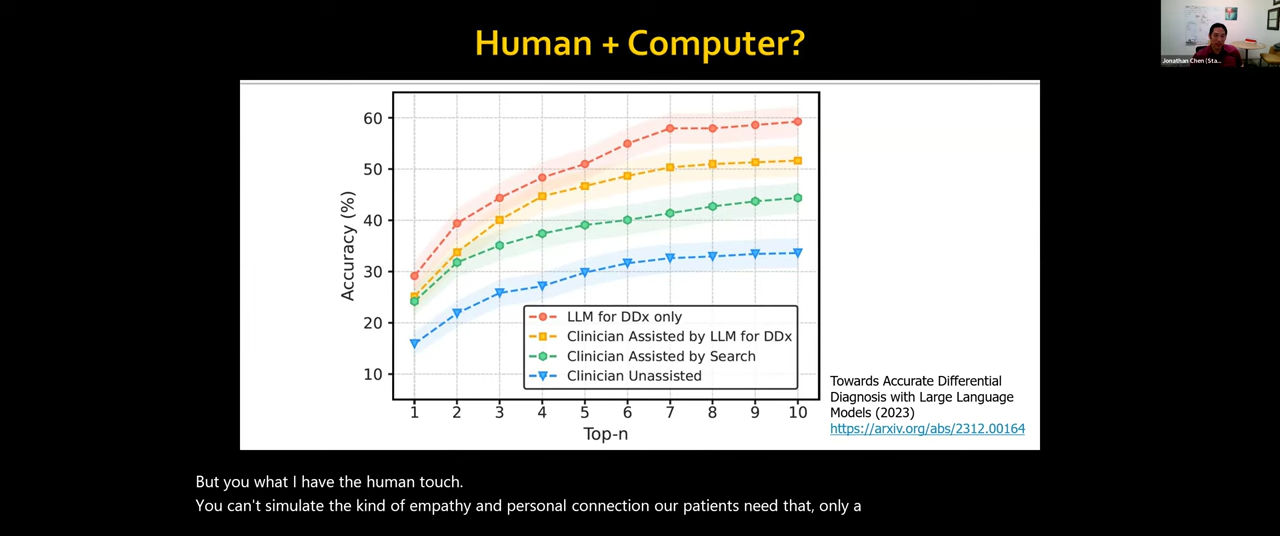 Human + Computer?
Jonathan Chen (Sta...
Accuracy (%)
60
50
40
30
20
10
LLM for DDx only
Clinician Assisted by LLM for DDx
Clinician Assisted by Search
Clinician Unassisted
1 2 3 4 5 6 7 8 9 10
Top-n
Towards Accurate Differential
Diagnosis with Large Language
Models (2023)
https://arxiv.org/abs/2312.00164
But you what I have the human touch.
You can't simulate the kind of empathy and personal connection our patients need that, only a